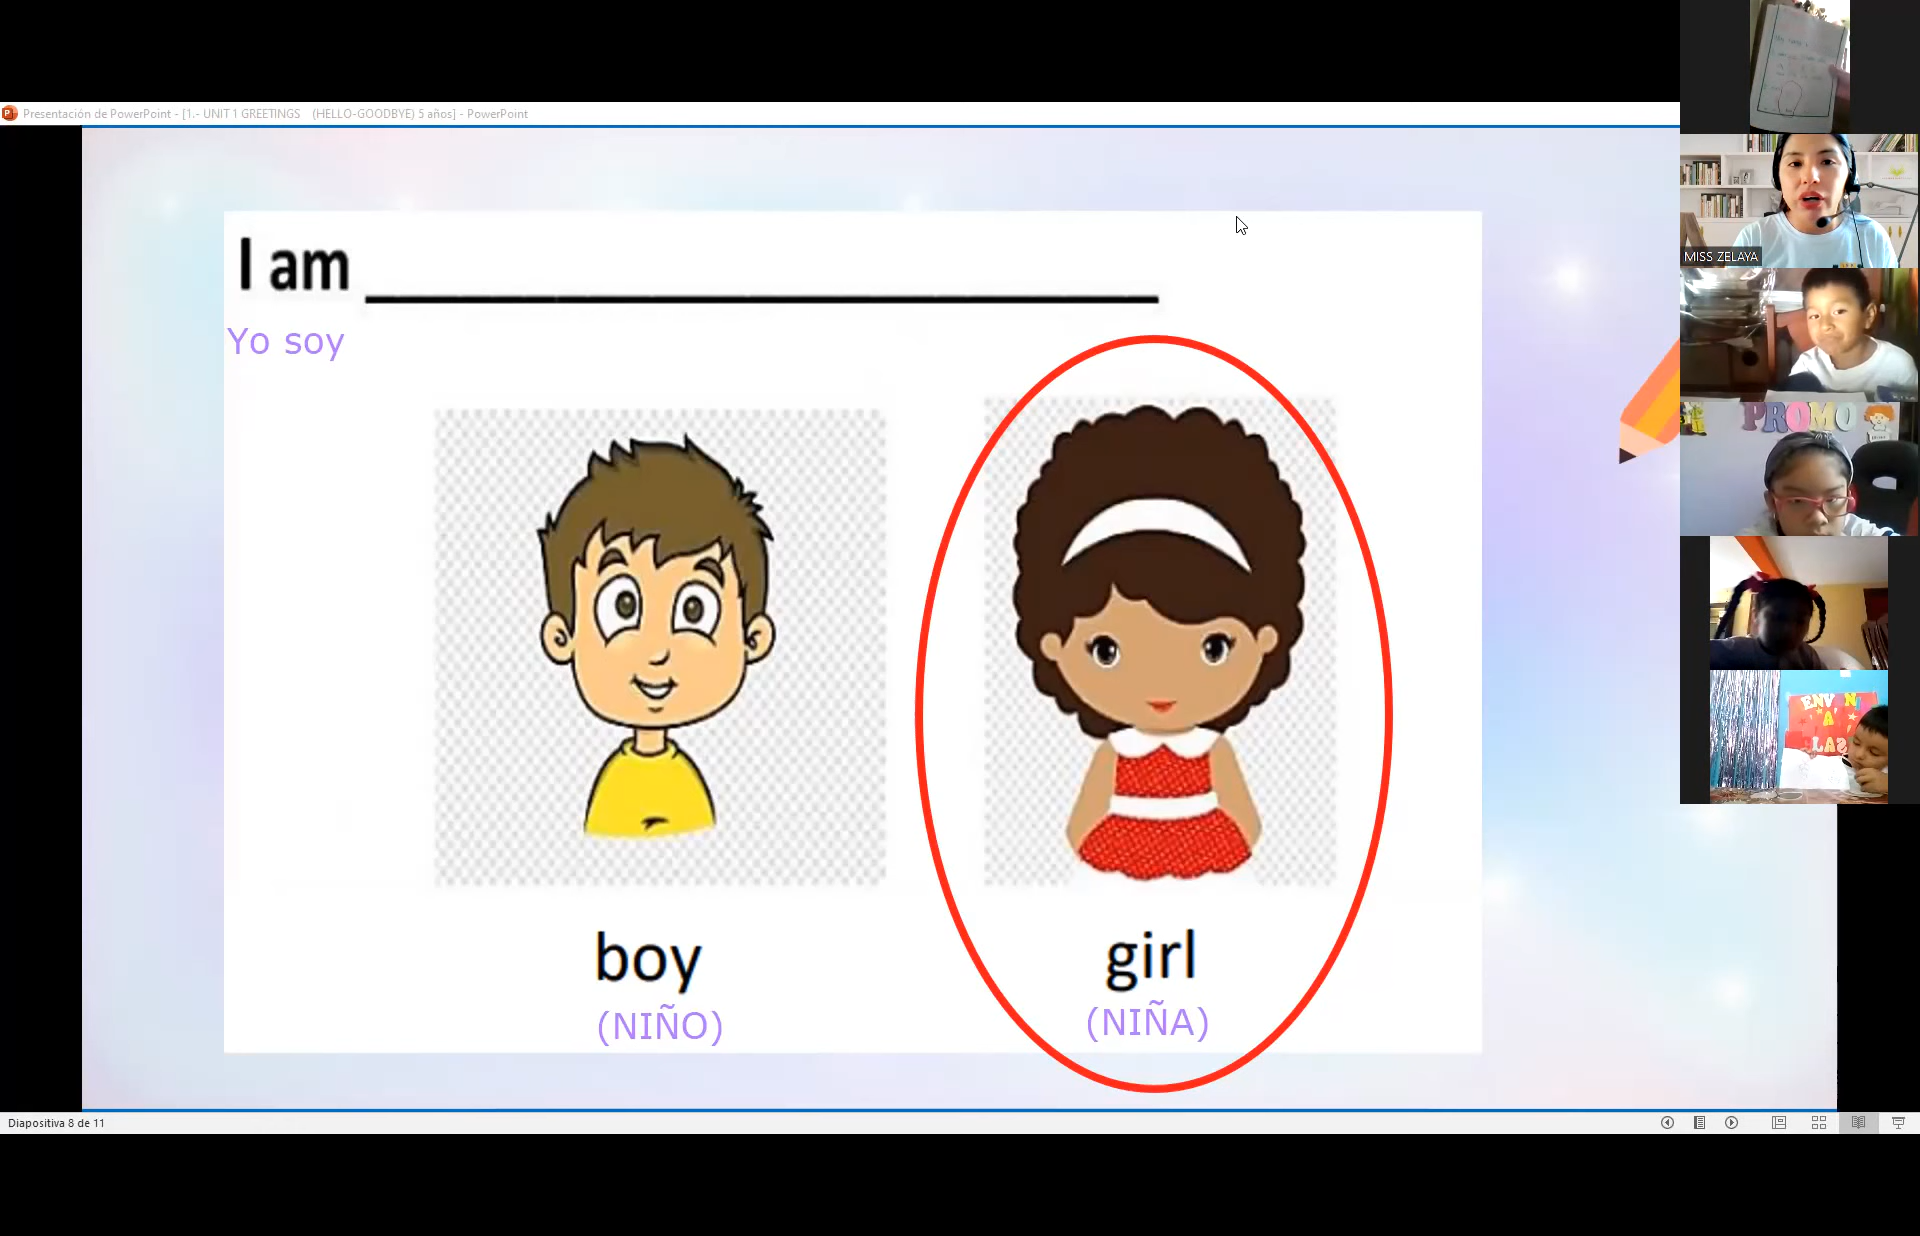 Presentación de PowerPoint - [1.- UNIT 1 GREETINGS (HELLO-GOODBYE) 5 años] - PowerPoint
I am ____________________
Yo soy
boy
girl
(NIÑO)
(NIÑA)
MISS ZELAYA
PROMO
Diapositiva 8 de 11